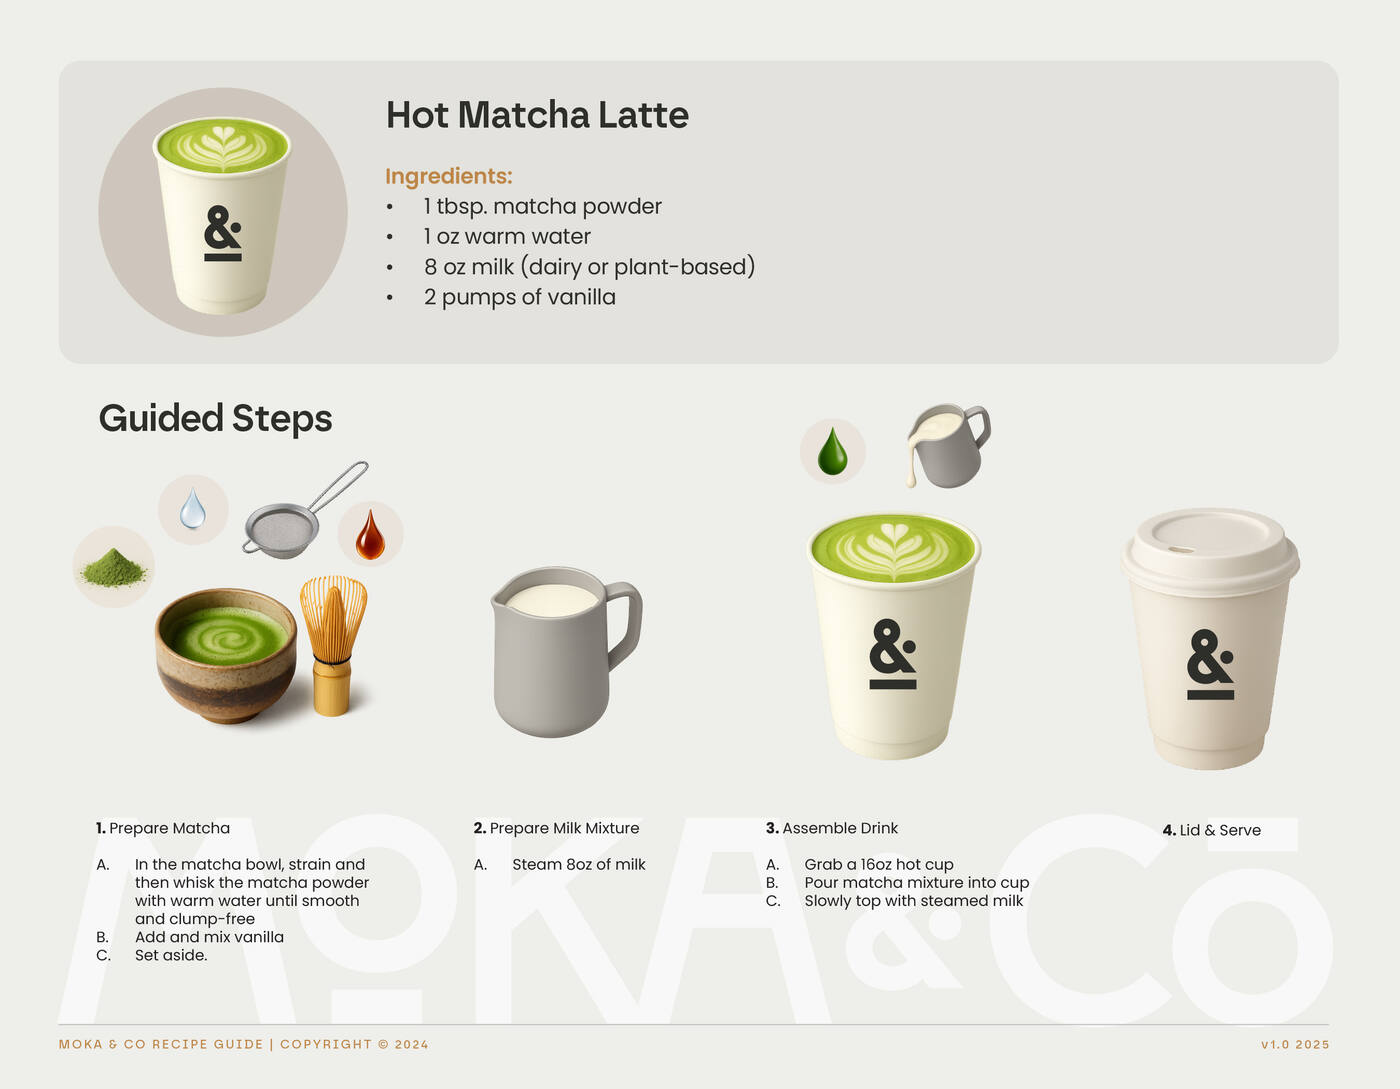 Hot Matcha Latte
Ingredients:
• 1 tbsp. matcha powder
• 1 oz warm water
• 8 oz milk (dairy or plant-based)
• 2 pumps of vanilla
&
Guided Steps
&
&
MOKA&CO
1. Prepare Matcha
A. In the matcha bowl, strain and
then whisk the matcha powder
with warm water until smooth
and clump-free
B. Add and mix vanilla
C. Set aside.
2. Prepare Milk Mixture
A. Steam 8oz of milk
3. Assemble Drink
A. Grab a 16oz hot cup
B. Pour matcha mixture into cup
C. Slowly top with steamed milk
4. Lid & Serve
MOKA & CO RECIPE GUIDE | COPYRIGHT © 2024
v1.0 2025